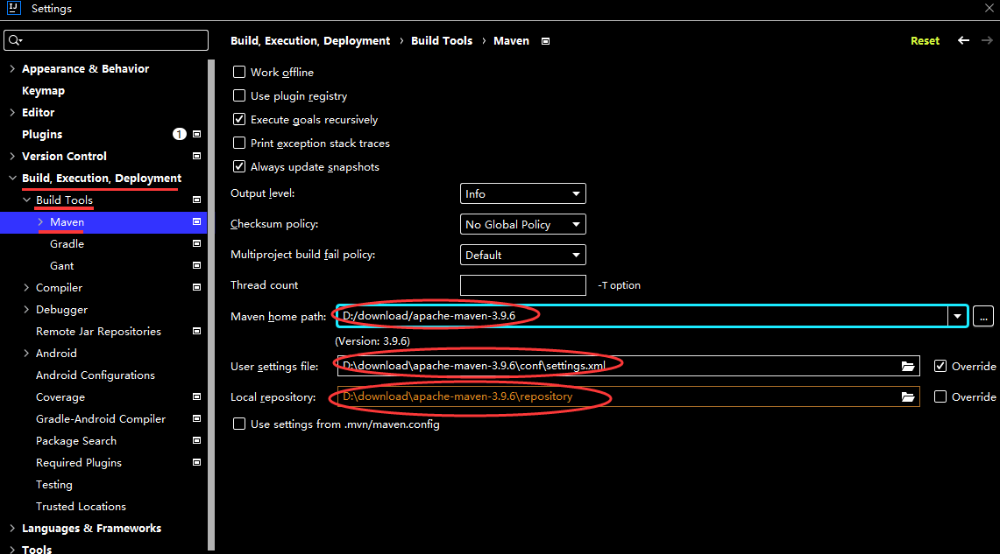 IJ Settings
Appearance & Behavior
Keymap
Editor
Plugins 1
Version Control
Build, Execution, Deployment
Build Tools
Maven
Gradle
Gant
Compiler
Debugger
Remote Jar Repositories
Android
Android Configurations
Coverage
Gradle-Android Compiler
Package Search
Required Plugins
Testing
Trusted Locations
Languages & Frameworks
Tools
Build, Execution, Deployment › Build Tools › Maven Reset
Work offline
Use plugin registry
Execute goals recursively
Print exception stack traces
Always update snapshots
Output level: Info
Checksum policy: No Global Policy
Multiproject build fail policy: Default
Thread count -T option
Maven home path: D:/download/apache-maven-3.9.6 ...
(Version: 3.9.6)
User settings file: D:\download\apache-maven-3.9.6\conf\settings.xml Override
Local repository: D:\download\apache-maven-3.9.6\repository Override
Use settings from .mvn/maven.config